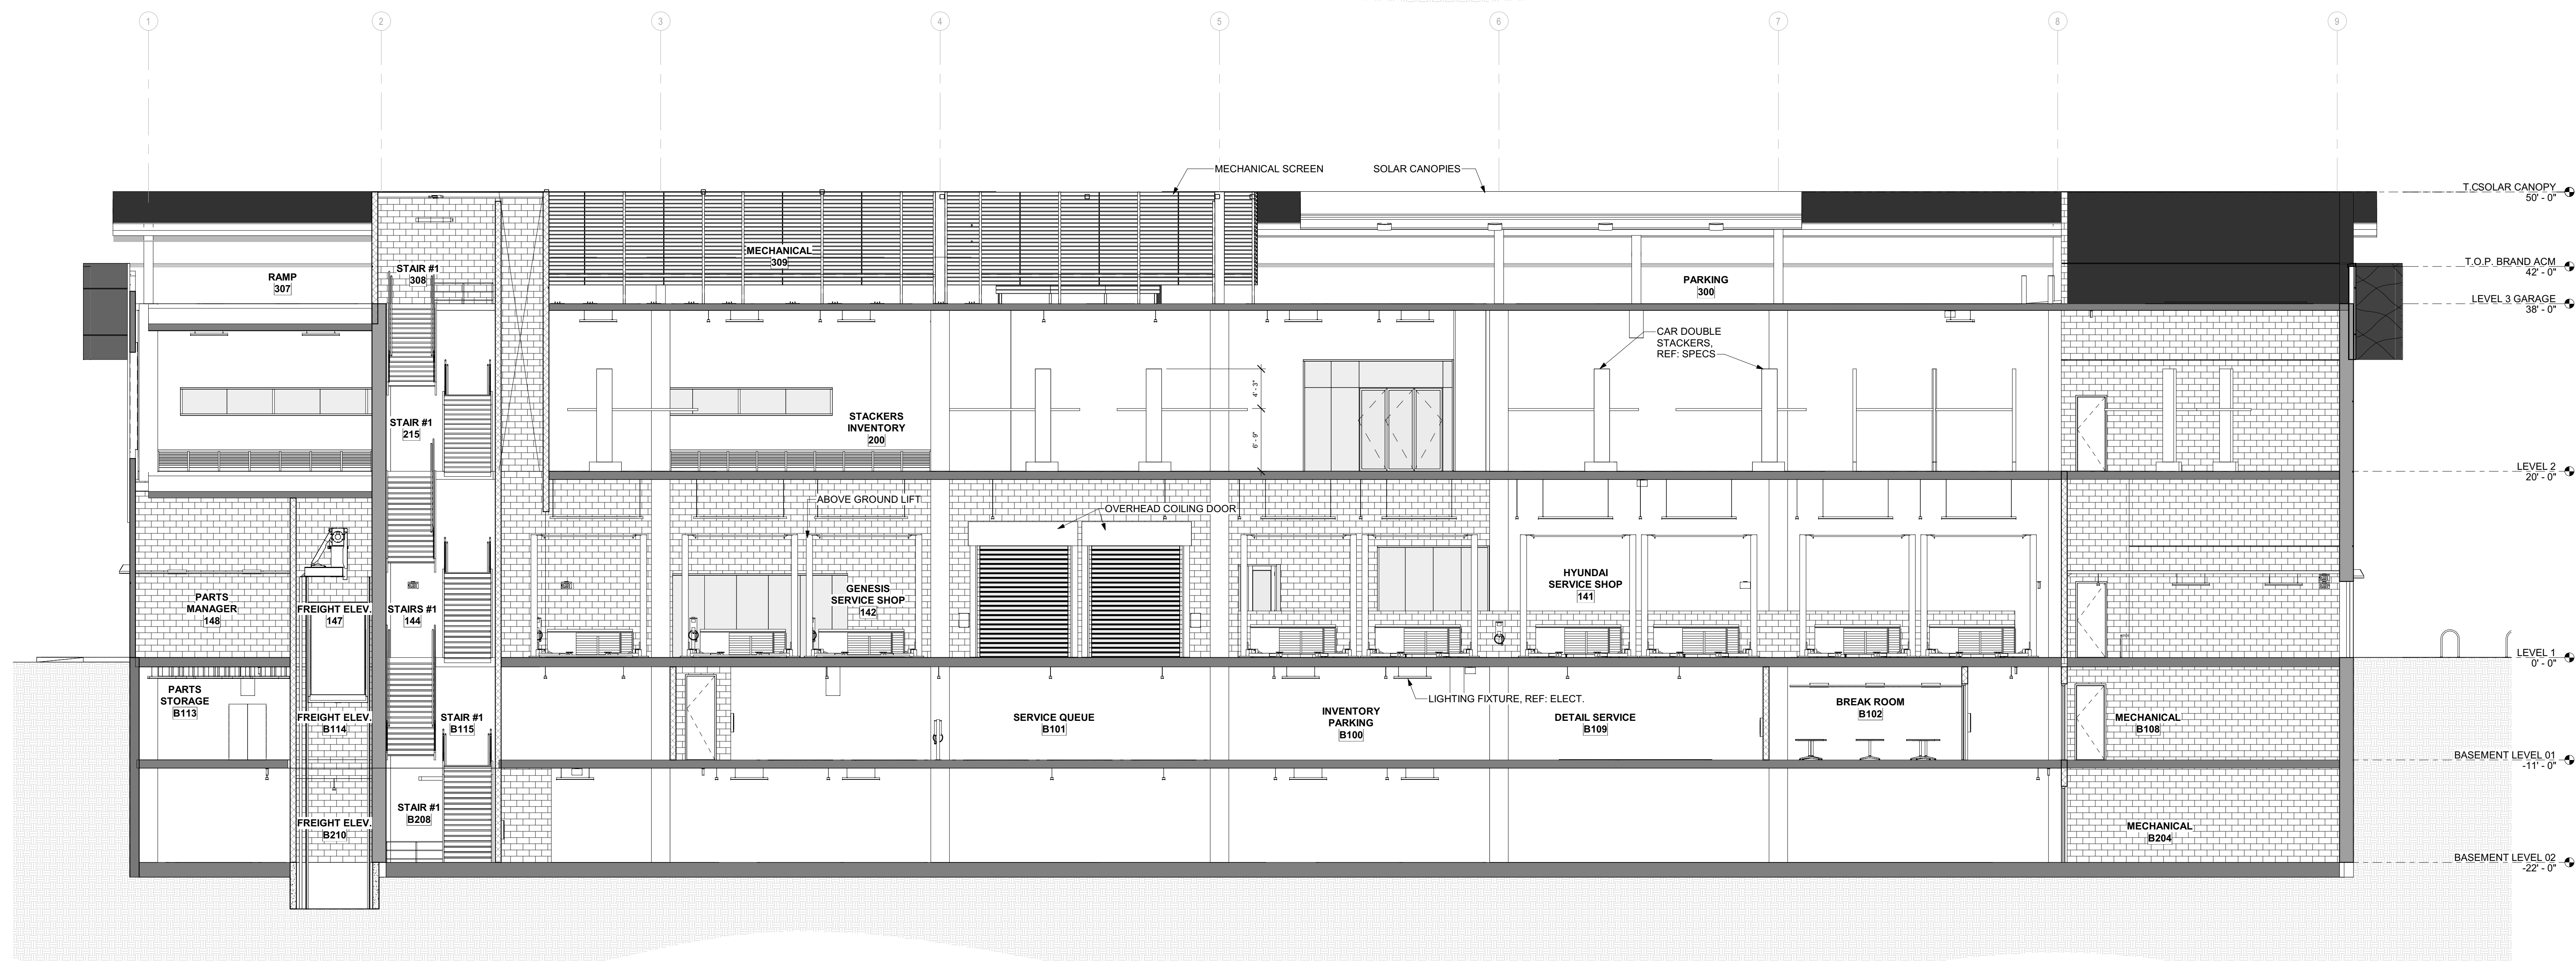 1
2
3
4
5
6
7
8
9
MECHANICAL SCREEN
SOLAR CANOPIES
T.CSOLAR CANOPY
50' - 0"
MECHANICAL
309
RAMP
307
STAIR #1
308
PARKING
300
T.O.P. BRAND ACM
42' - 0"
LEVEL 3 GARAGE
38' - 0"
CAR DOUBLE
STACKERS,
REF: SPECS
4' - 3"
6' - 9"
STAIR #1
215
STACKERS
INVENTORY
200
LEVEL 2
20' - 0"
ABOVE GROUND LIFT
OVERHEAD COILING DOOR
PARTS
MANAGER
148
FREIGHT ELEV.
147
STAIRS #1
144
GENESIS
SERVICE SHOP
142
HYUNDAI
SERVICE SHOP
141
LEVEL 1
0' - 0"
PARTS
STORAGE
B113
FREIGHT ELEV.
B114
STAIR #1
B115
SERVICE QUEUE
B101
INVENTORY
PARKING
B100
LIGHTING FIXTURE, REF: ELECT.
DETAIL SERVICE
B109
BREAK ROOM
B102
MECHANICAL
B108
BASEMENT LEVEL 01
-11' - 0"
STAIR #1
B208
FREIGHT ELEV.
B210
MECHANICAL
B204
BASEMENT LEVEL 02
-22' - 0"